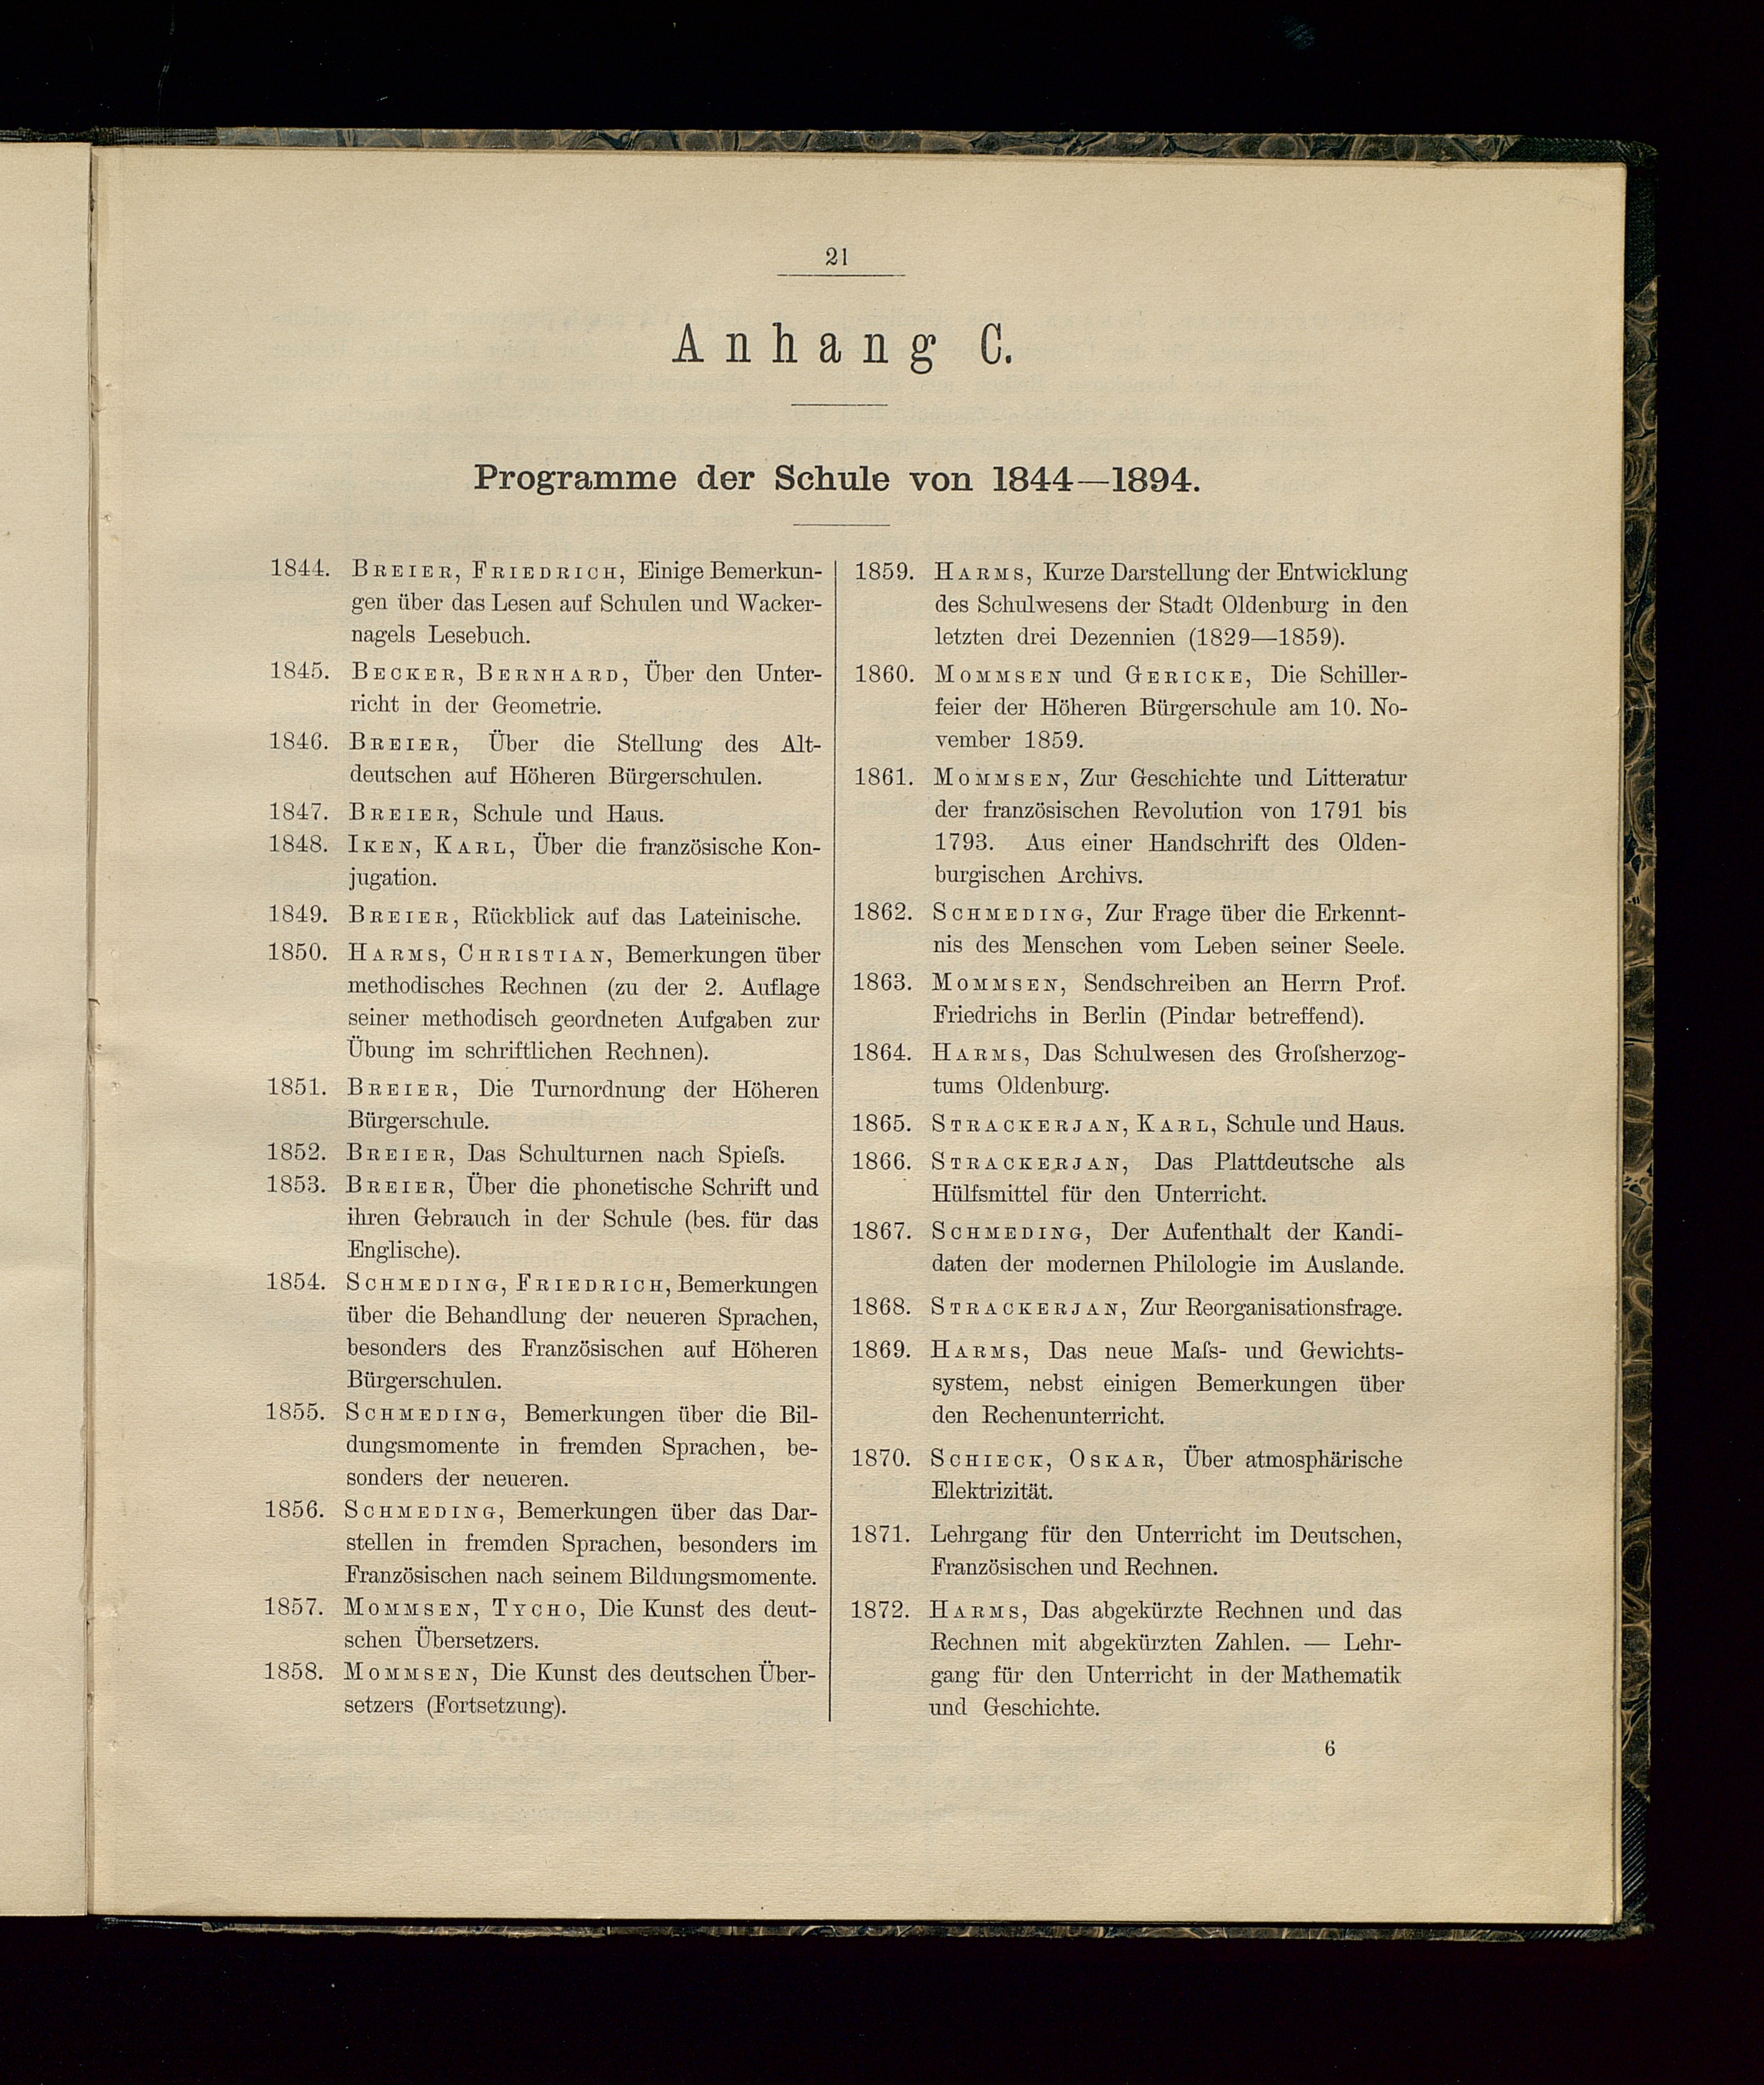 21
Anhang C.
Programme der Schule von 1844—1894.
1844. BREIER, FRIEDRICH, Einige Bemerkun-
gen über das Lesen auf Schulen und Wacker-
nagels Lesebuch.
1845. BECKER, BERNHARD, Über den Unter-
richt in der Geometrie.
1846. BREIER, Über die Stellung des Alt-
deutschen auf Höheren Bürgerschulen.
1847. BREIER, Schule und Haus.
1848. IKEN, KARL, Über die französische Kon-
jugation.
1849. BREIER, Rückblick auf das Lateinische.
1850. HARMS, CHRISTIAN, Bemerkungen über
methodisches Rechnen (zu der 2. Auflage
seiner methodisch geordneten Aufgaben zur
Übung im schriftlichen Rechnen).
1851. BREIER, Die Turnordnung der Höheren
Bürgerschule.
1852. BREIER, Das Schulturnen nach Spieſs.
1853. BREIER, Über die phonetische Schrift und
ihren Gebrauch in der Schule (bes. für das
Englische).
1854. SCHMEDING, FRIEDRICH, Bemerkungen
über die Behandlung der neueren Sprachen,
besonders des Französischen auf Höheren
Bürgerschulen.
1855. SCHMEDING, Bemerkungen über die Bil-
dungsmomente in fremden Sprachen, be-
sonders der neueren.
1856. SCHMEDING, Bemerkungen über das Dar-
stellen in fremden Sprachen, besonders im
Französischen nach seinem Bildungsmomente.
1857. MOMMSEN, TYCHO, Die Kunst des deut-
schen Übersetzers.
1858. MOMMSEN, Die Kunst des deutschen Über-
setzers (Fortsetzung).
1859. HARMS, Kurze Darstellung der Entwicklung
des Schulwesens der Stadt Oldenburg in den
letzten drei Dezennien (1829—1859).
1860. MOMMSEN und GERICKE, Die Schiller-
feier der Höheren Bürgerschule am 10. No-
vember 1859.
1861. MOMMSEN, Zur Geschichte und Litteratur
der französischen Revolution von 1791 bis
1793. Aus einer Handschrift des Olden-
burgischen Archivs.
1862. SCHMEDING, Zur Frage über die Erkennt-
nis des Menschen vom Leben seiner Seele.
1863. MOMMSEN, Sendschreiben an Herrn Prof.
Friedrichs in Berlin (Pindar betreffend).
1864. HARMS, Das Schulwesen des Groſsherzog-
tums Oldenburg.
1865. STRACKERJAN, KARL, Schule und Haus.
1866. STRACKERJAN, Das Plattdeutsche als
Hülfsmittel für den Unterricht.
1867. SCHMEDING, Der Aufenthalt der Kandi-
daten der modernen Philologie im Auslande.
1868. STRACKERJAN, Zur Reorganisationsfrage.
1869. HARMS, Das neue Maſs- und Gewichts-
system, nebst einigen Bemerkungen über
den Rechenunterricht.
1870. SCHIECK, OSKAR, Über atmosphärische
Elektrizität.
1871. Lehrgang für den Unterricht im Deutschen,
Französischen und Rechnen.
1872. HARMS, Das abgekürzte Rechnen und das
Rechnen mit abgekürzten Zahlen. — Lehr-
gang für den Unterricht in der Mathematik
und Geschichte.
6